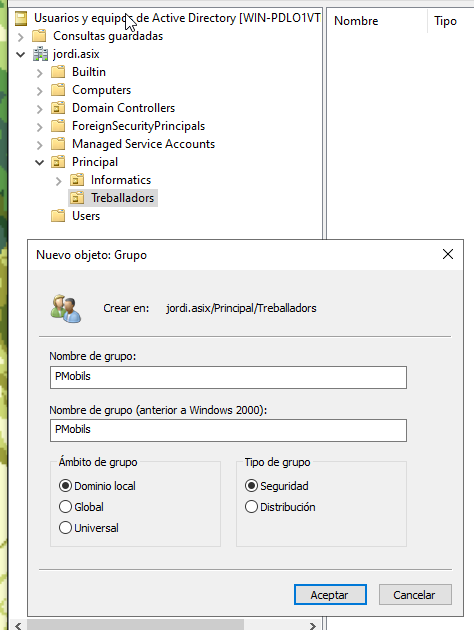 Usuarios y equipos de Active Directory [WIN-PDLO1VT
Nombre
Tipo
Consultas guardadas
jordi.asix
Builtin
Computers
Domain Controllers
ForeignSecurityPrincipals
Managed Service Accounts
Principal
Informatics
Treballadors
Users
Nuevo objeto: Grupo
Crear en: jordi.asix/Principal/Treballadors
Nombre de grupo:
PMobils
Nombre de grupo (anterior a Windows 2000):
PMobils
Ámbito de grupo
Dominio local
Global
Universal
Tipo de grupo
Seguridad
Distribución
Aceptar
Cancelar